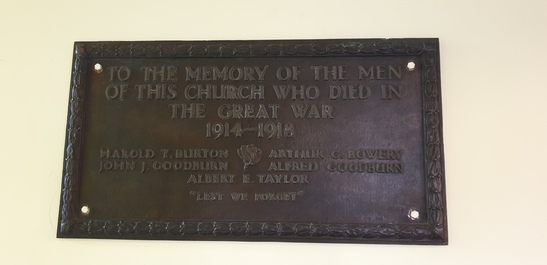 TO THE MEMORY OF THE MEN
OF THIS CHURCH WHO DIED IN
THE GREAT WAR
1914-1918
HAROLD T. BURTON ARTHUR C. BOWERY
JOHN J. GOODBURN ALFRED GOODBURN
ALBERT E. TAYLOR
"LEST WE FORGET"